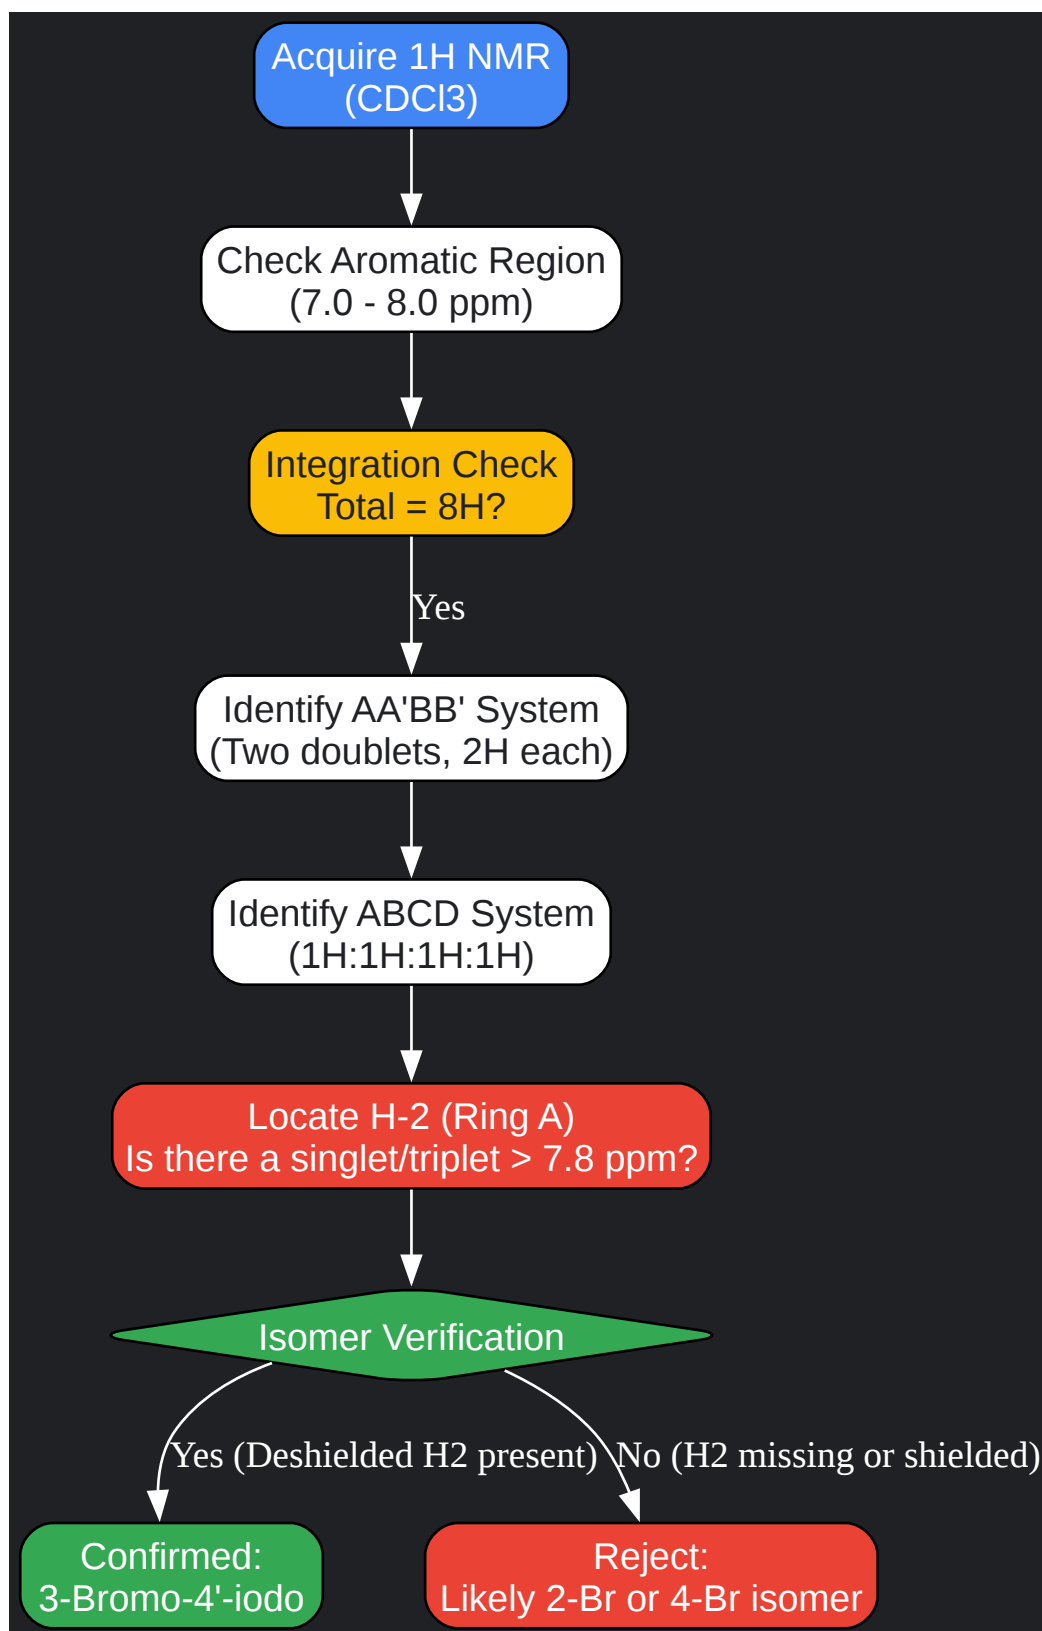 Acquire 1H NMR
(CDCl3)
Check Aromatic Region
(7.0 - 8.0 ppm)
Integration Check
Total = 8H?
Yes
Identify AA'BB' System
(Two doublets, 2H each)
Identify ABCD System
(1H:1H:1H:1H)
Locate H-2 (Ring A)
Is there a singlet/triplet > 7.8 ppm?
Isomer Verification
Yes (Deshielded H2 present)
No (H2 missing or shielded)
Confirmed:
3-Bromo-4'-iodo
Reject:
Likely 2-Br or 4-Br isomer